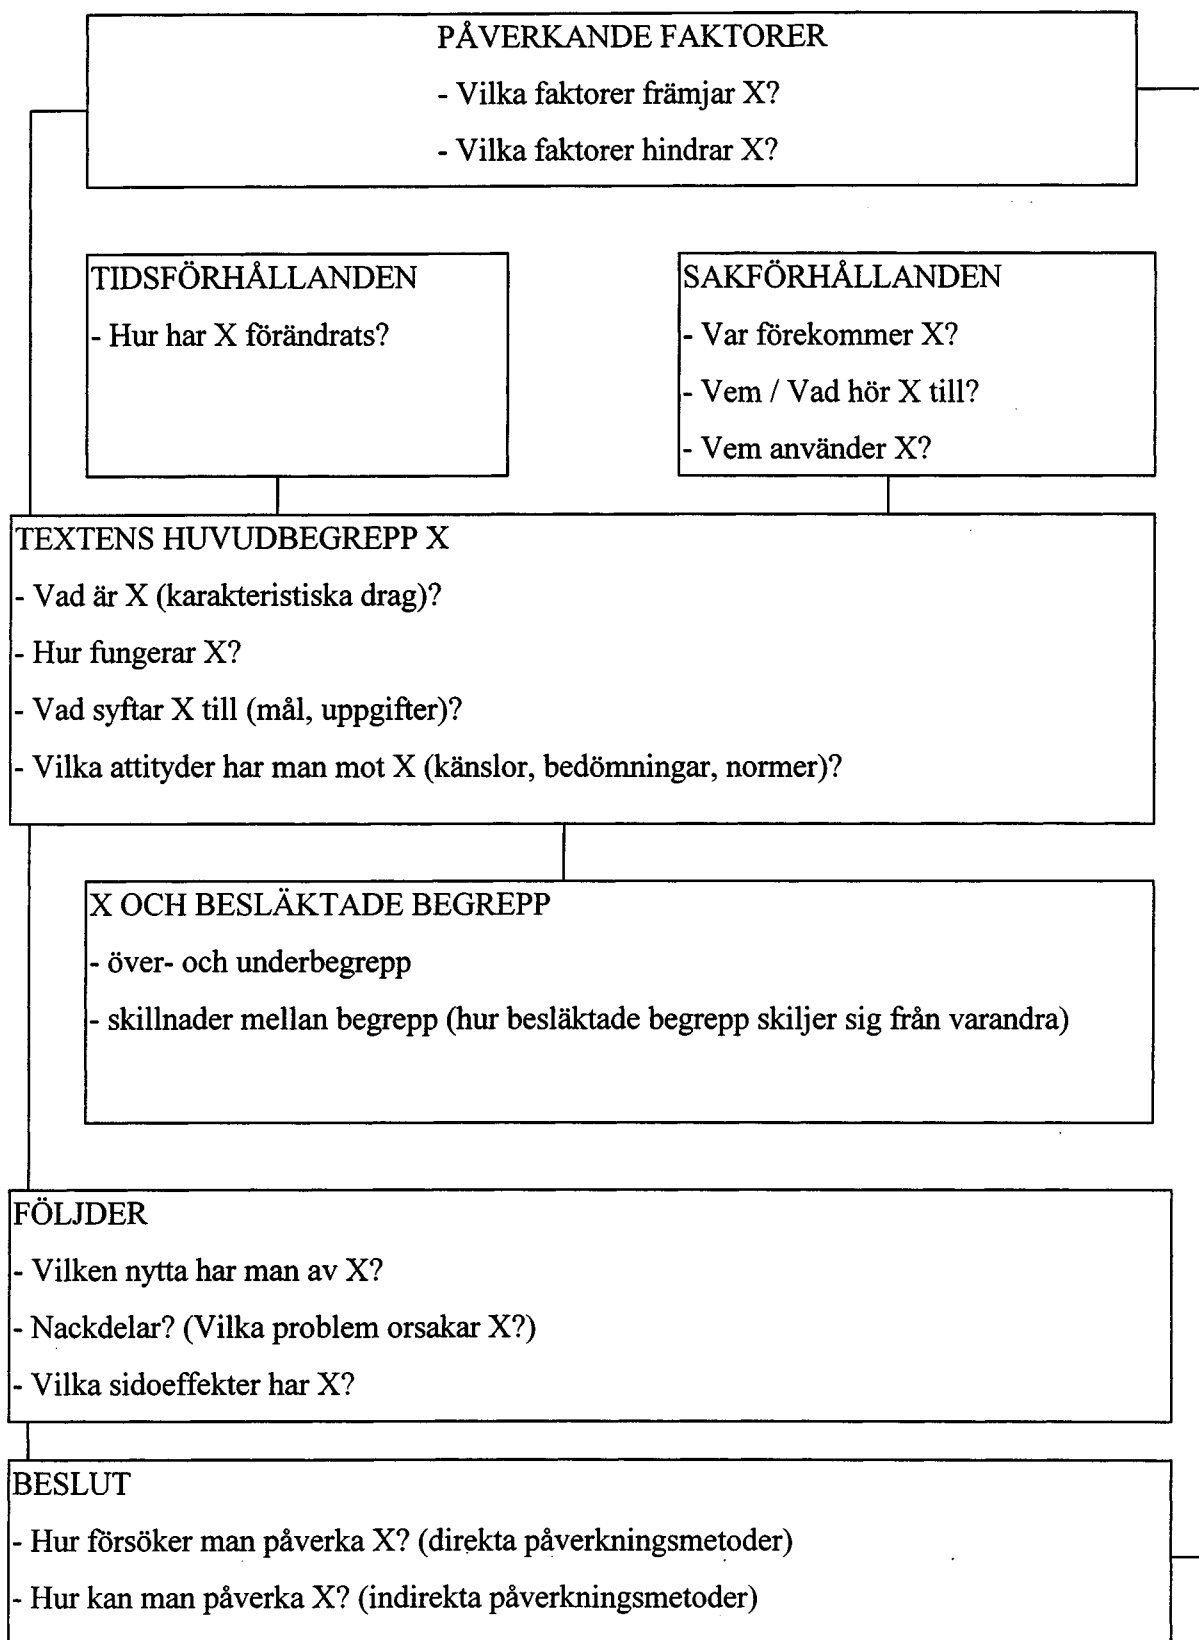 PÅVERKANDE FAKTORER
- Vilka faktorer främjar X?
- Vilka faktorer hindrar X?
TIDSFÖRHÅLLANDEN
- Hur har X förändrats?
SAKFÖRHÅLLANDEN
- Var förekommer X?
- Vem / Vad hör X till?
- Vem använder X?
TEXTENS HUVUDBEGREPP X
- Vad är X (karakteristiska drag)?
- Hur fungerar X?
- Vad syftar X till (mål, uppgifter)?
- Vilka attityder har man mot X (känslor, bedömningar, normer)?
X OCH BESLÄKTADE BEGREPP
- över- och underbegrepp
- skillnader mellan begrepp (hur besläktade begrepp skiljer sig från varandra)
FÖLJDER
- Vilken nytta har man av X?
- Nackdelar? (Vilka problem orsakar X?)
- Vilka sidoeffekter har X?
BESLUT
- Hur försöker man påverka X? (direkta påverkningsmetoder)
- Hur kan man påverka X? (indirekta påverkningsmetoder)